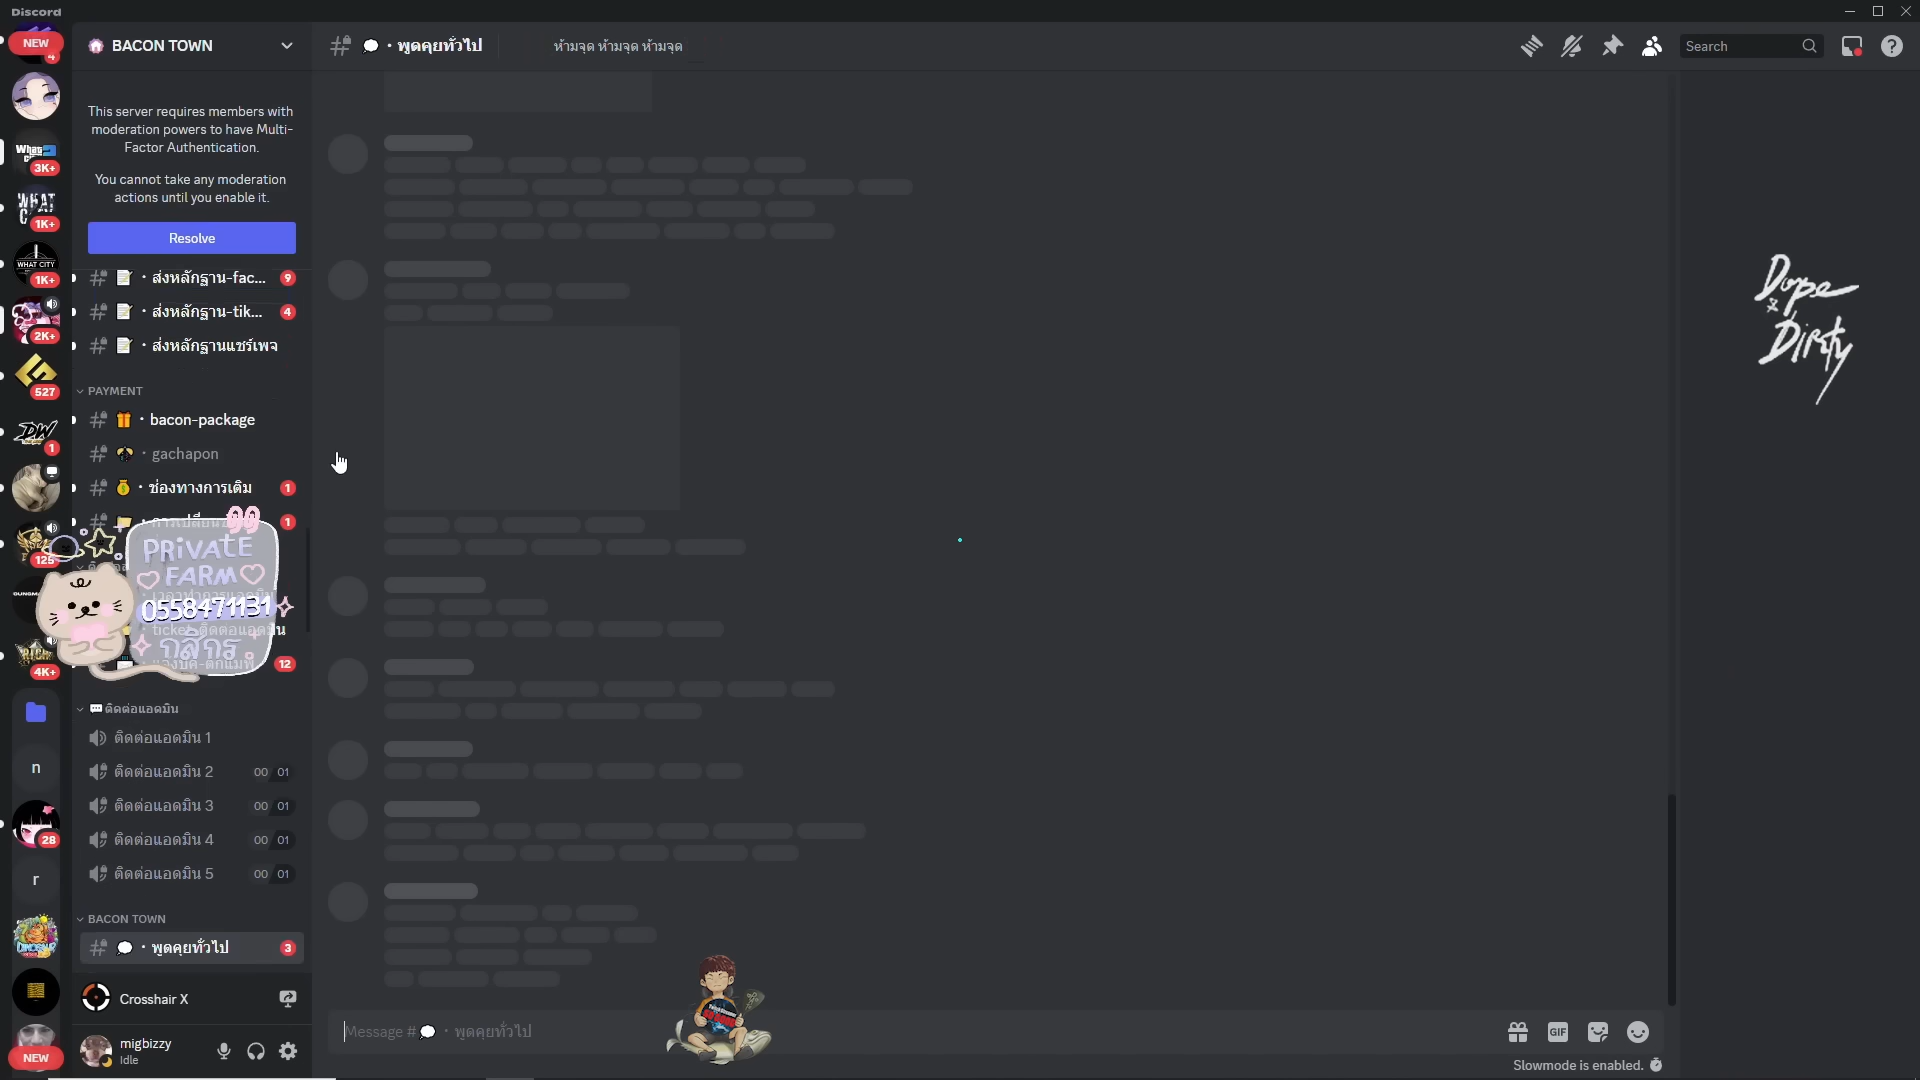 Discord
NEW
4
WHAT
3K+
WHAT
1K+
WHAT CITY
1K+
2K+
527
DW
1
125
4K+
n
28
r
NEW
BACON TOWN
This server requires members with
moderation powers to have Multi-
Factor Authentication.
You cannot take any moderation
actions until you enable it.
Resolve
ส่งหลักฐาน-fac... 9
ส่งหลักฐาน-tik... 4
ส่งหลักฐานแชร์เพจ
PAYMENT
bacon-package
gachapon
ช่องทางการเติม 1
1
PRIVATE
FARM
0558471131
กสิกร
12
ติดต่อแอดมิน
ติดต่อแอดมิน 1
ติดต่อแอดมิน 2 00 01
ติดต่อแอดมิน 3 00 01
ติดต่อแอดมิน 4 00 01
ติดต่อแอดมิน 5 00 01
BACON TOWN
พูดคุยทั่วไป 3
Crosshair X
migbizzy
Idle
พูดคุยทั่วไป
ห้ามจุด ห้ามจุด ห้ามจุด
Search
Dope
&
Dirty
Message # พูดคุยทั่วไป
GIF
Slowmode is enabled.